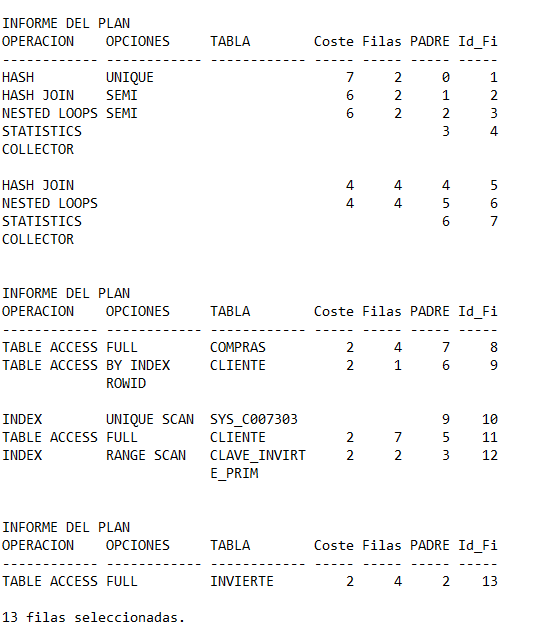 INFORME DEL PLAN
OPERACION    OPCIONES     TABLA        Coste Filas PADRE Id_Fi
------------ ------------ ------------ ----- ----- ----- -----
HASH         UNIQUE                        7     2     0     1
HASH JOIN    SEMI                          6     2     1     2
NESTED LOOPS SEMI                          6     2     2     3
STATISTICS                                             3     4
COLLECTOR
HASH JOIN                                  4     4     4     5
NESTED LOOPS                               4     4     5     6
STATISTICS                                             6     7
COLLECTOR
INFORME DEL PLAN
OPERACION    OPCIONES     TABLA        Coste Filas PADRE Id_Fi
------------ ------------ ------------ ----- ----- ----- -----
TABLE ACCESS FULL         COMPRAS          2     4     7     8
TABLE ACCESS BY INDEX     CLIENTE          2     1     6     9
             ROWID
INDEX        UNIQUE SCAN  SYS_C007303                  9    10
TABLE ACCESS FULL         CLIENTE          2     7     5    11
INDEX        RANGE SCAN   CLAVE_INVIRT     2     2     3    12
                          E_PRIM
INFORME DEL PLAN
OPERACION    OPCIONES     TABLA        Coste Filas PADRE Id_Fi
------------ ------------ ------------ ----- ----- ----- -----
TABLE ACCESS FULL         INVIERTE         2     4     2    13
13 filas seleccionadas.